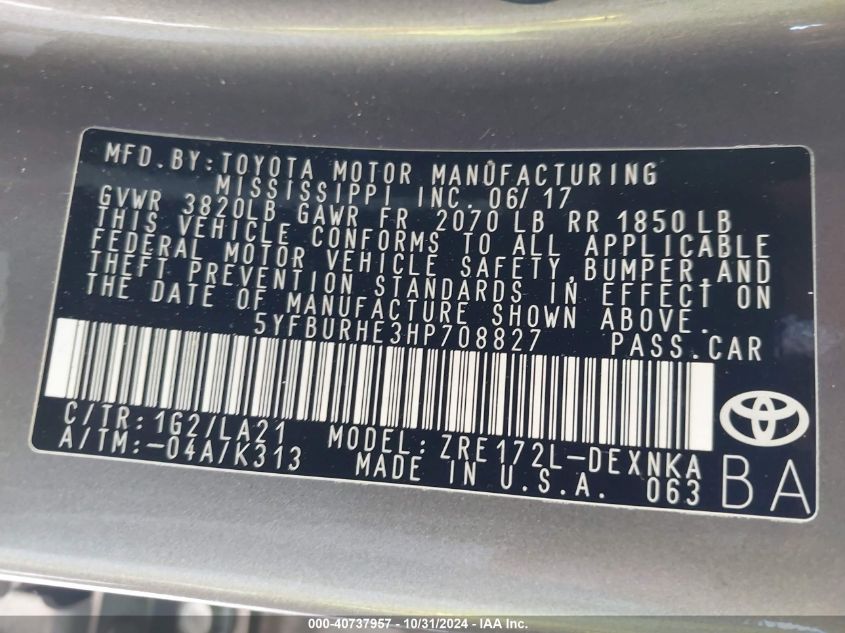 MFD.BY:TOYOTA MOTOR MANUFACTURING
MISSISSIPPI INC. 06/17
GVWR 3820LB GAWR FR 2070 LB RR 1850 LB
THIS VEHICLE CONFORMS TO ALL APPLICABLE
FEDERAL MOTOR VEHICLE SAFETY,BUMPER AND
THEFT PREVENTION STANDARDS IN EFFECT ON
THE DATE OF MANUFACTURE SHOWN ABOVE.
5YFBURHE3HP708827 PASS.CAR
C/TR: 1G2/LA21 MODEL: ZRE172L-DEXNKA
A/TM:-04A/K313 MADE IN U.S.A. 063
BA
000-40737957 - 10/31/2024 - IAA Inc.